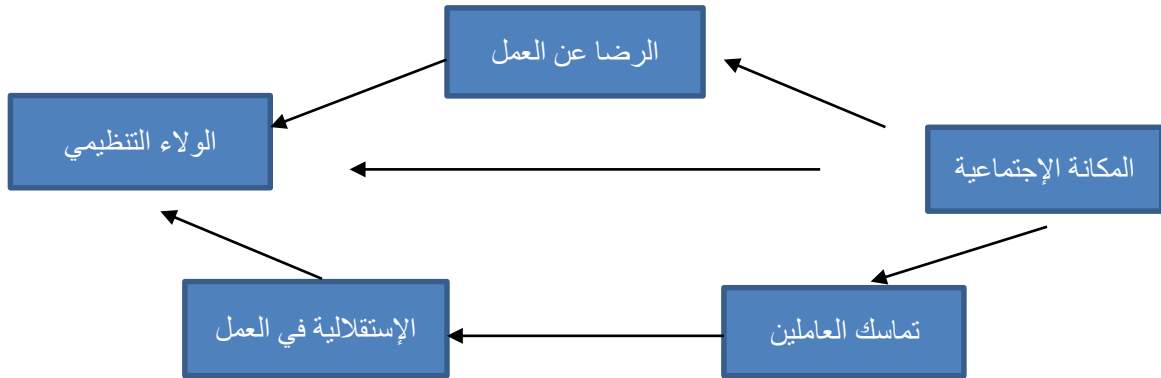 الرضا عن العمل
المكانة الإجتماعية
الولاء التنظيمي
تماسك العاملين
الإستقلالية في العمل